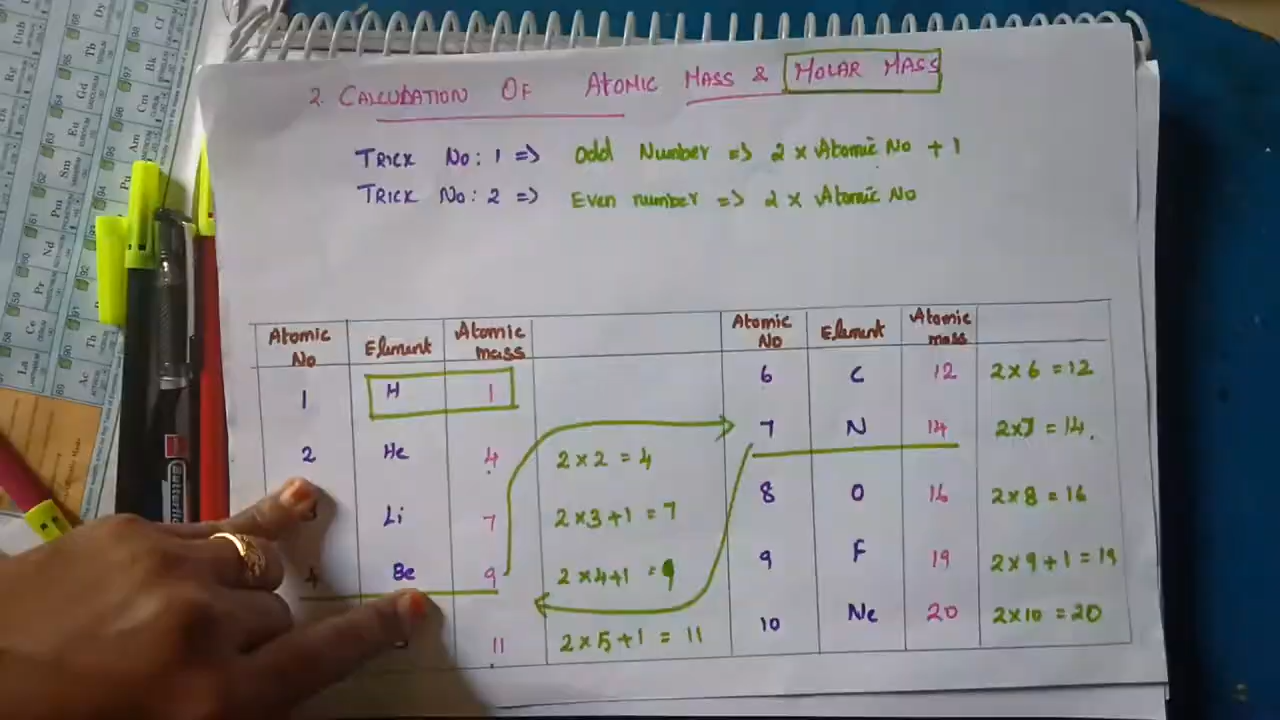 2. CALCULATION OF ATOMIC MASS & MOLAR MASS
TRICK No: 1 => Odd Number => 2 x Atomic No + 1
TRICK No: 2 => Even number => 2 x Atomic No
Atomic No Element Atomic mass Atomic No Element Atomic mass
1 H 1 6 C 12 2x6 = 12
2 He 4 2x2 = 4 7 N 14 2x7 = 14.
Li 7 2x3+1 = 7 8 O 16 2x8 = 16
4 Be 9 2x4+1 = 9 9 F 19 2x9+1 = 19
11 2x5+1 = 11 10 Ne 20 2x10 = 20